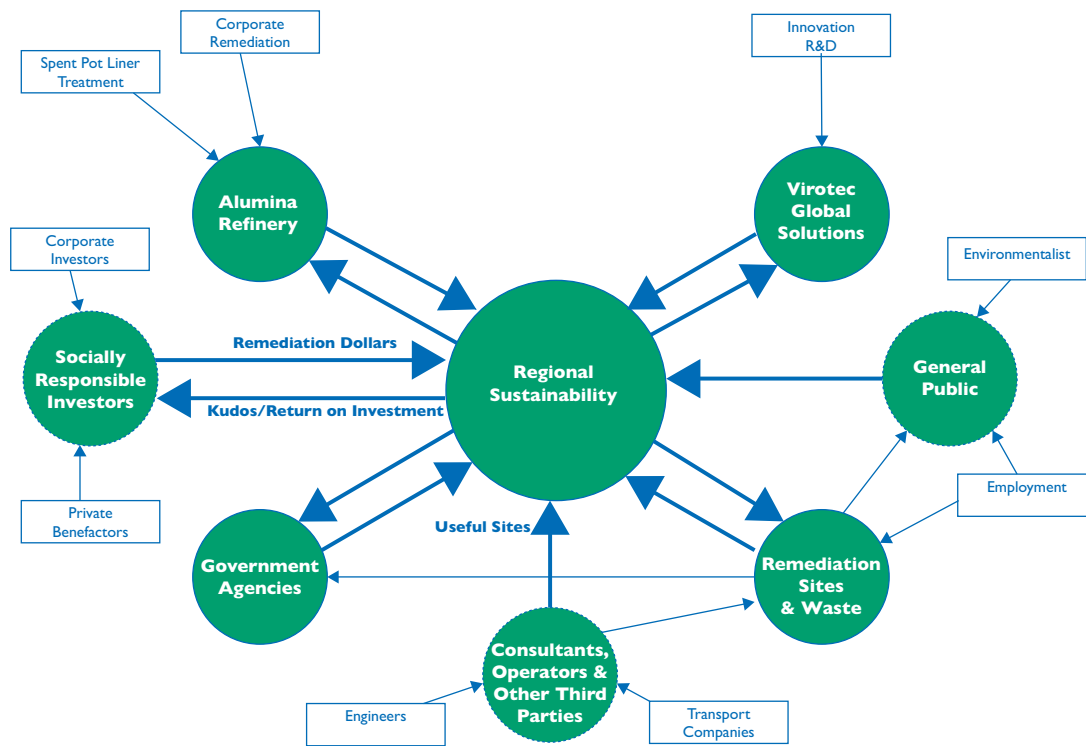 Corporate
Remediation
Innovation
R&D
Spent Pot Liner
Treatment
Alumina
Refinery
Virotec
Global
Solutions
Corporate
Investors
Environmentalist
Socially
Responsible
Investors
Remediation Dollars
Kudos/Return on Investment
Regional
Sustainability
General
Public
Private
Benefactors
Employment
Useful Sites
Government
Agencies
Remediation
Sites
& Waste
Consultants,
Operators &
Other Third
Parties
Engineers
Transport
Companies